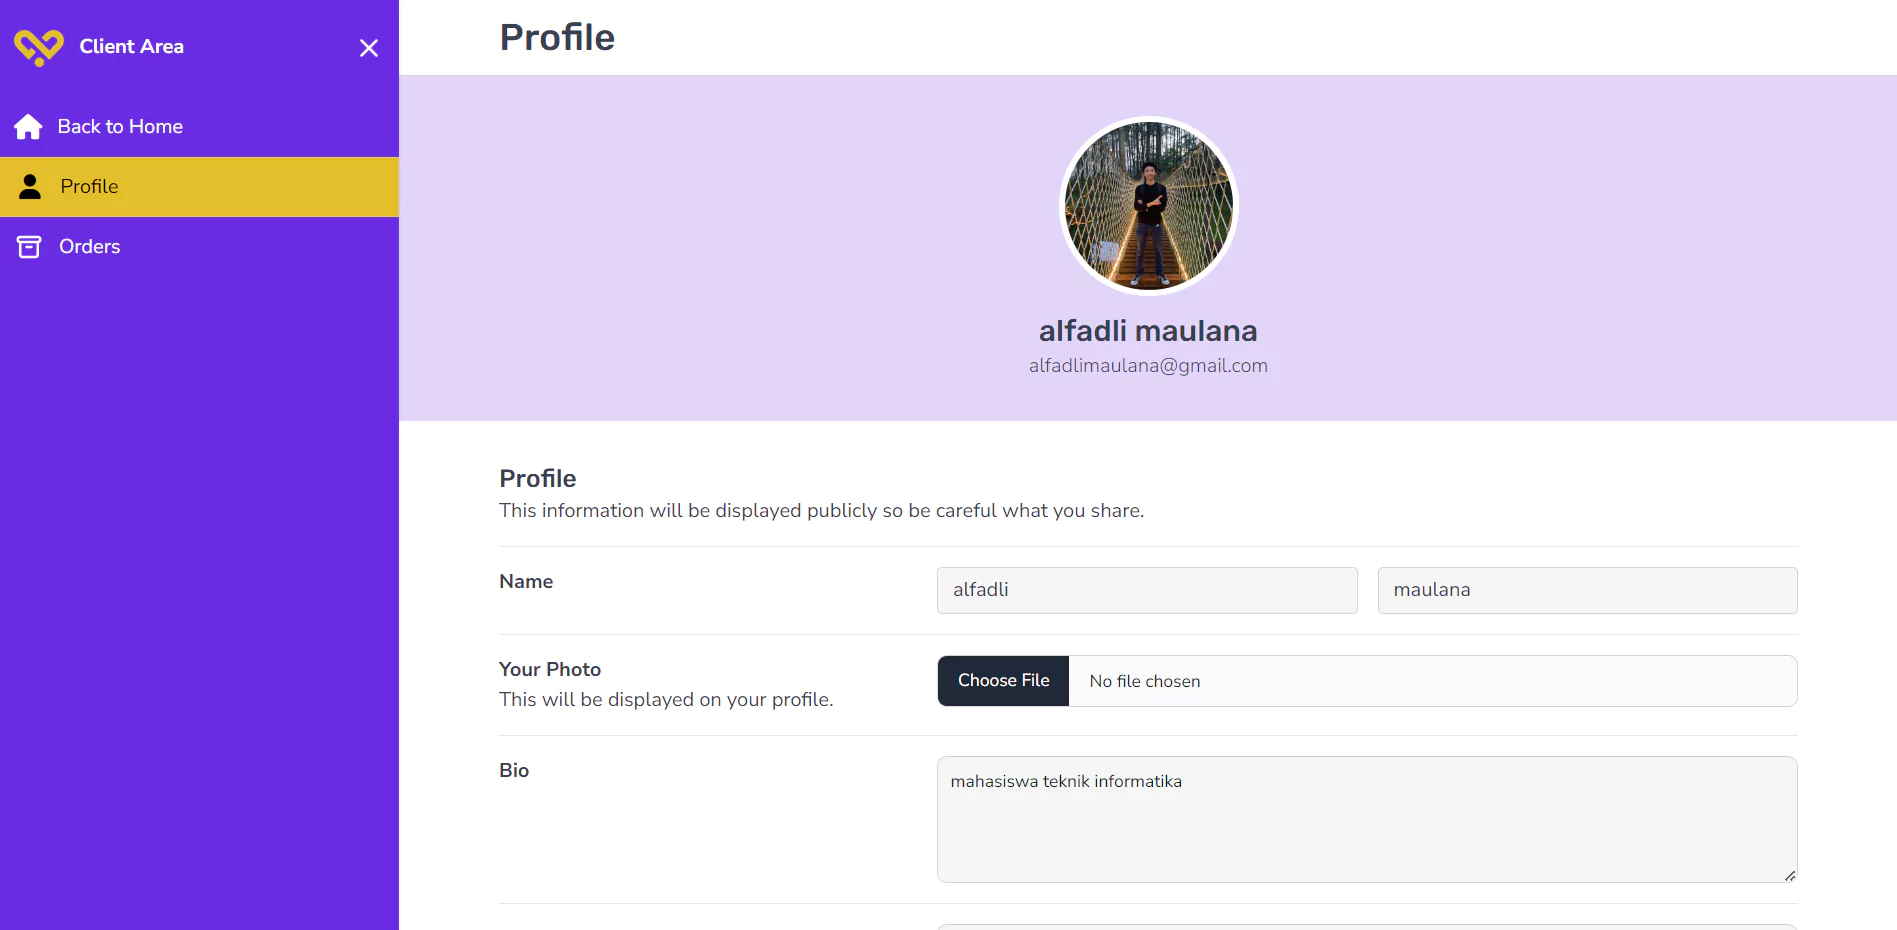 Client Area
Back to Home
Profile
Orders
Profile
alfadli maulana
alfadlimaulana@gmail.com
Profile
This information will be displayed publicly so be careful what you share.
Name
alfadli
maulana
Your Photo
This will be displayed on your profile.
Choose File
No file chosen
Bio
mahasiswa teknik informatika